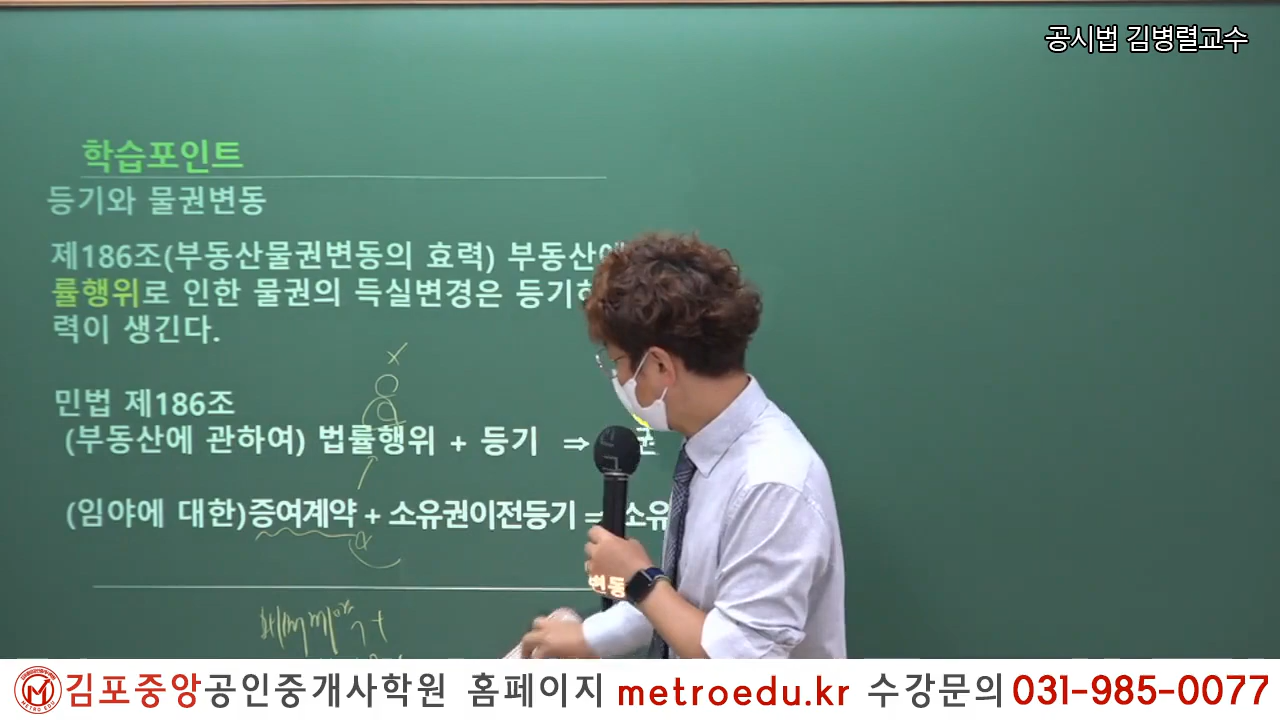 공시법 김병렬교수
학습포인트
등기와 물권변동
제186조(부동산물권변동의 효력) 부동산에
률행위로 인한 물권의 득실변경은 등기하
력이 생긴다.
민법 제186조
(부동산에 관하여) 법률행위 + 등기 ⇒ 권
(임야에 대한)증여계약 + 소유권이전등기 ⇒ 소유
변동
METRO EDU
김포중앙공인중개사학원 홈페이지 metroedu.kr 수강문의 031-985-0077